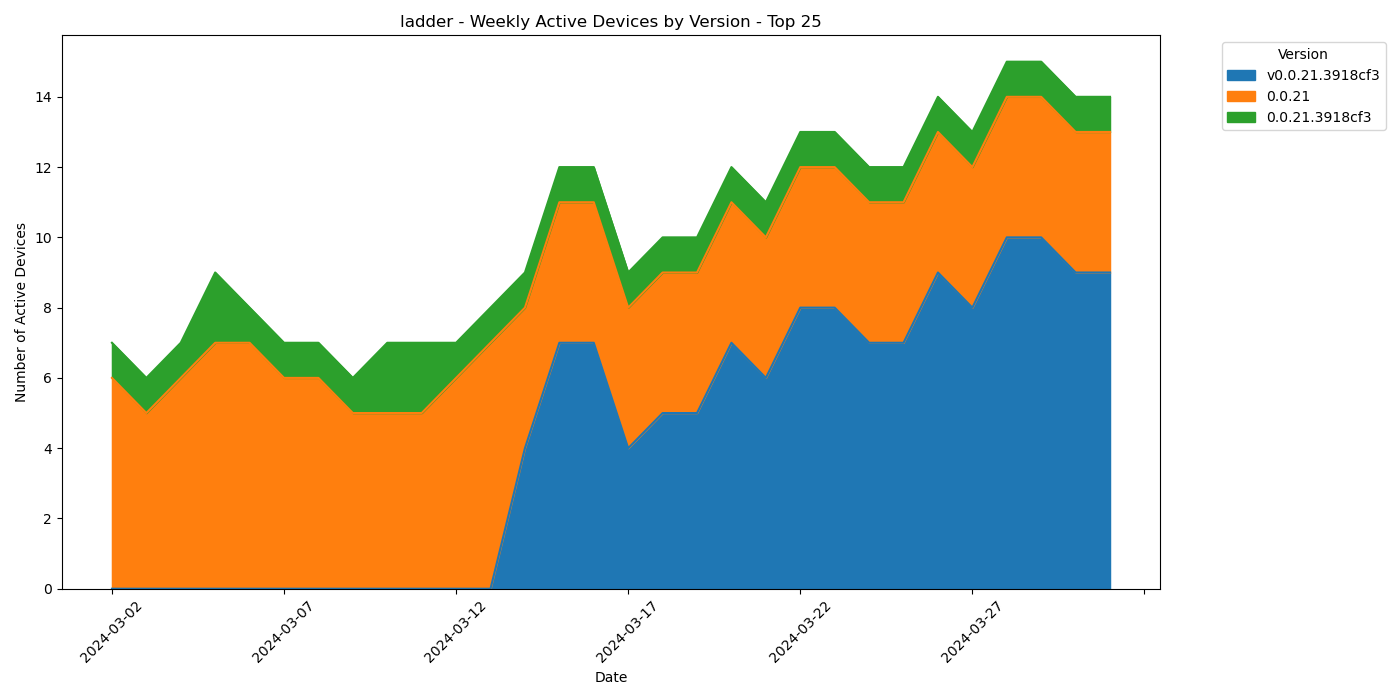 ladder - Weekly Active Devices by Version - Top 25
Version
v0.0.21.3918cf3
0.0.21
0.0.21.3918cf3
Number of Active Devices
14
12
10
8
6
4
2
0
2024-03-02
2024-03-07
2024-03-12
2024-03-17
2024-03-22
2024-03-27
Date